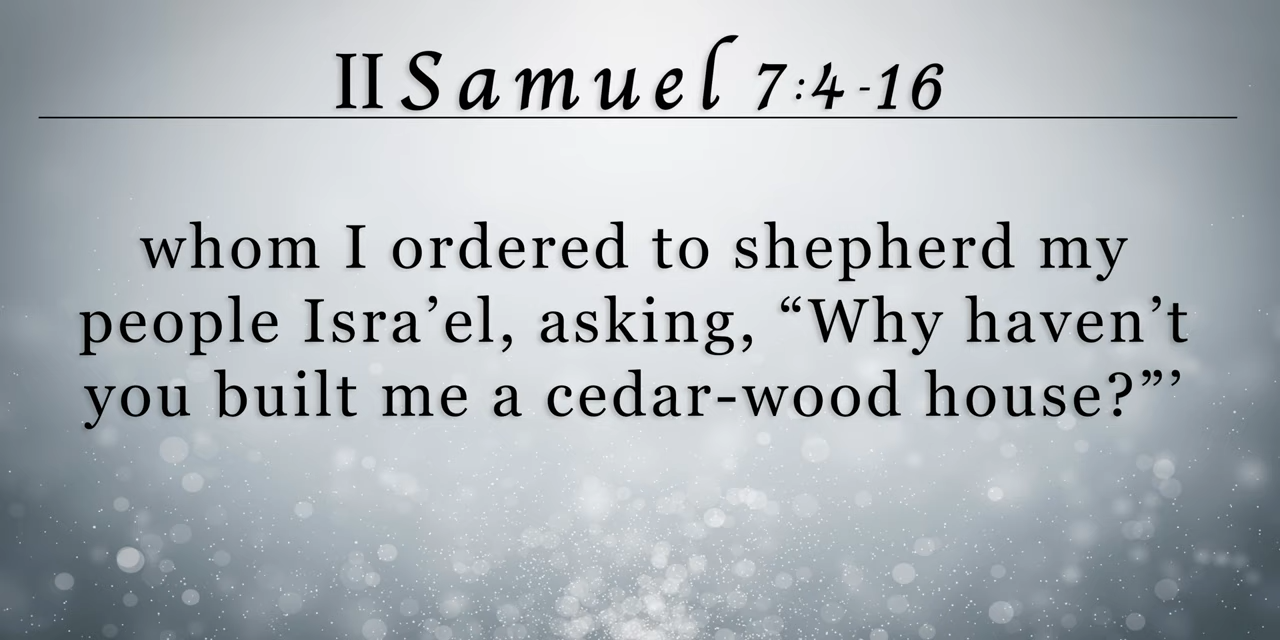 II Samuel 7:4-16
whom I ordered to shepherd my
people Isra’el, asking, “Why haven’t
you built me a cedar-wood house?”’